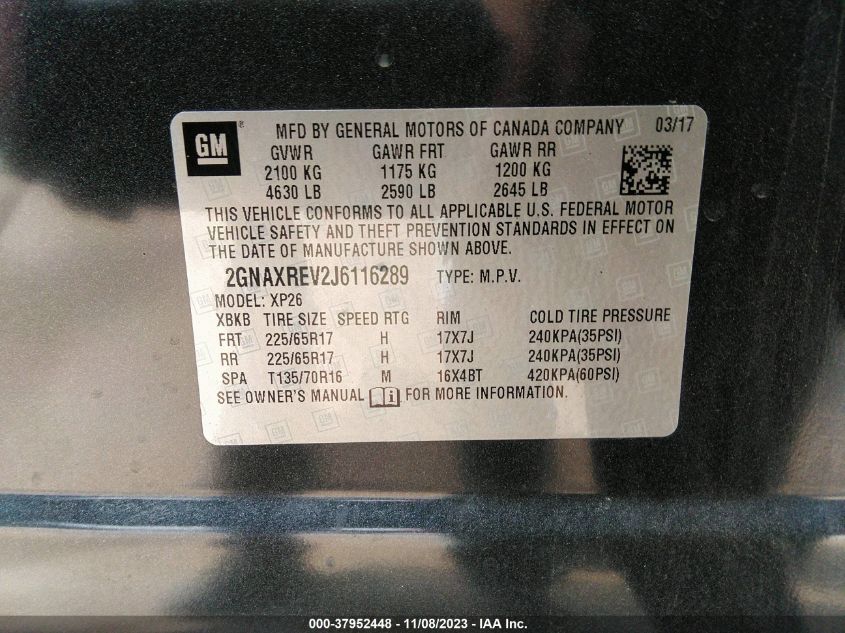 GM
MFD BY GENERAL MOTORS OF CANADA COMPANY 03/17
GVWR GAWR FRT GAWR RR
2100 KG 1175 KG 1200 KG
4630 LB 2590 LB 2645 LB
THIS VEHICLE CONFORMS TO ALL APPLICABLE U.S. FEDERAL MOTOR
VEHICLE SAFETY AND THEFT PREVENTION STANDARDS IN EFFECT ON
THE DATE OF MANUFACTURE SHOWN ABOVE.
2GNAXREV2J6116289 TYPE: M.P.V.
MODEL: XP26
XBKB TIRE SIZE SPEED RTG RIM COLD TIRE PRESSURE
FRT 225/65R17 H 17X7J 240KPA(35PSI)
RR 225/65R17 H 17X7J 240KPA(35PSI)
SPA T135/70R16 M 16X4BT 420KPA(60PSI)
SEE OWNER'S MANUAL FOR MORE INFORMATION.
000-37952448 - 11/08/2023 - IAA Inc.